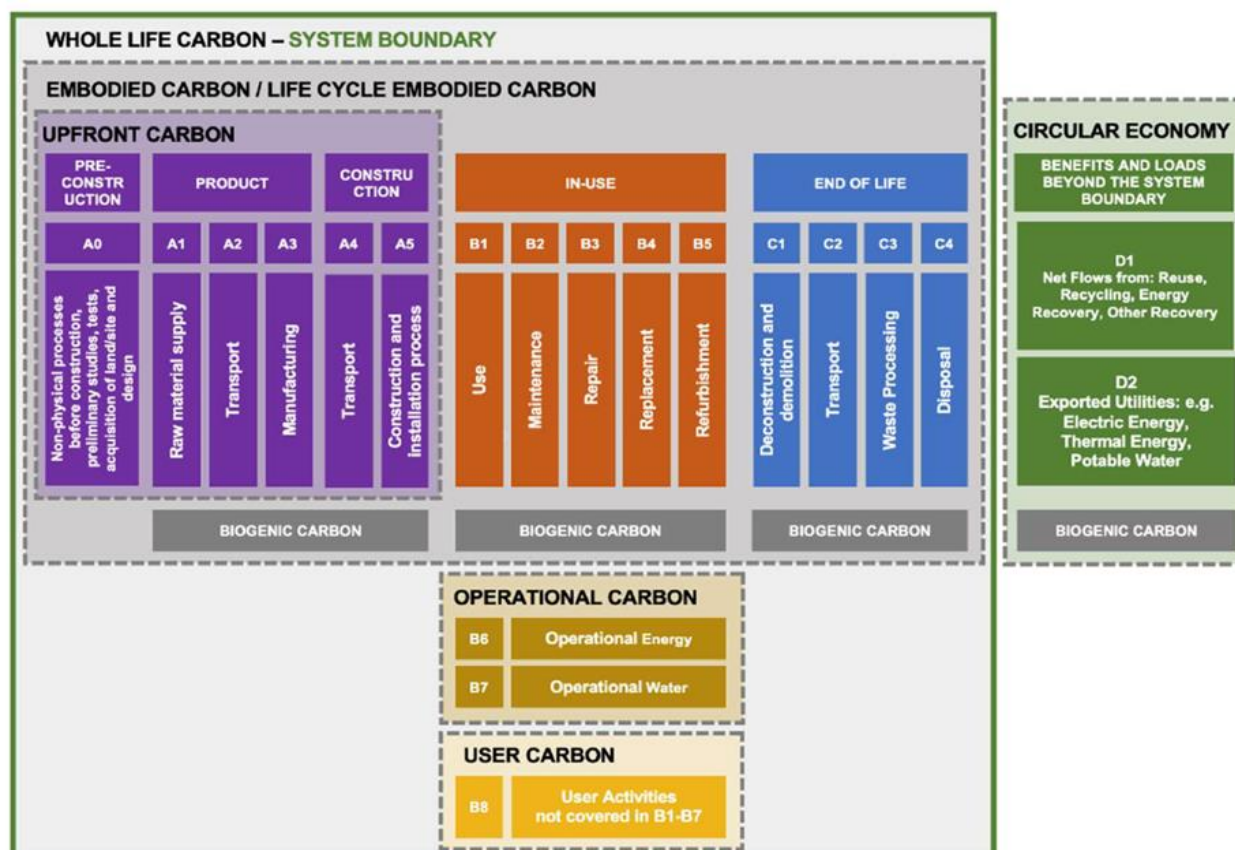 WHOLE LIFE CARBON – SYSTEM BOUNDARY
EMBODIED CARBON / LIFE CYCLE EMBODIED CARBON
UPFRONT CARBON
PRE-
CONSTR
UCTION
PRODUCT
CONSTRU
CTION
IN-USE
END OF LIFE
A0
A1
A2
A3
A4
A5
B1
B2
B3
B4
B5
C1
C2
C3
C4
Non-physical processes
before construction,
preliminary studies, tests,
acquisition of land/site and
design
Raw material supply
Transport
Manufacturing
Transport
Construction and
installation process
Use
Maintenance
Repair
Replacement
Refurbishment
Deconstruction and
demolition
Transport
Waste Processing
Disposal
BIOGENIC CARBON
BIOGENIC CARBON
BIOGENIC CARBON
OPERATIONAL CARBON
B6
Operational Energy
B7
Operational Water
USER CARBON
B8
User Activities
not covered in B1-B7
CIRCULAR ECONOMY
BENEFITS AND LOADS
BEYOND THE SYSTEM
BOUNDARY
D1
Net Flows from: Reuse,
Recycling, Energy
Recovery, Other Recovery
D2
Exported Utilities: e.g.
Electric Energy,
Thermal Energy,
Potable Water
BIOGENIC CARBON